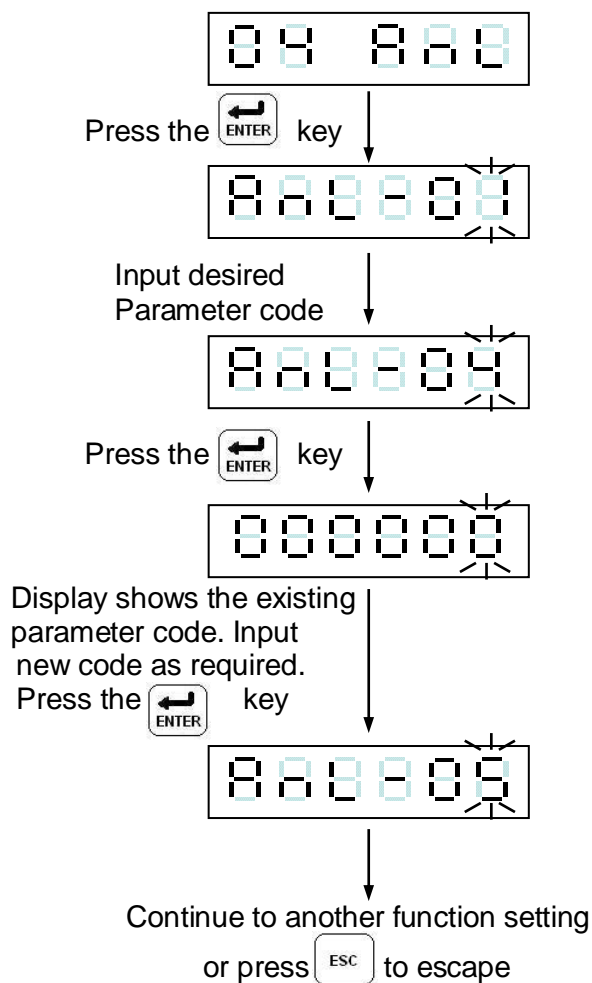 04 AnL
Press the ENTER key
AnL-01
Input desired
Parameter code
AnL-04
Press the ENTER key
000000
Display shows the existing
parameter code. Input
new code as required.
Press the ENTER key
AnL-05
Continue to another function setting
or press ESC to escape